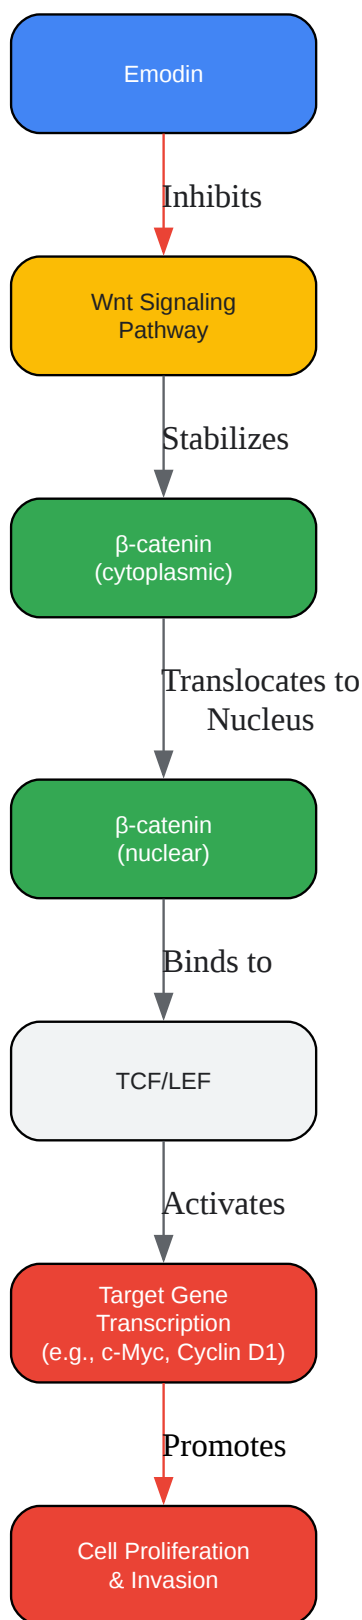 Emodin
Inhibits
Wnt Signaling
Pathway
Stabilizes
β-catenin
(cytoplasmic)
Translocates to
Nucleus
β-catenin
(nuclear)
Binds to
TCF/LEF
Activates
Target Gene
Transcription
(e.g., c-Myc, Cyclin D1)
Promotes
Cell Proliferation
& Invasion